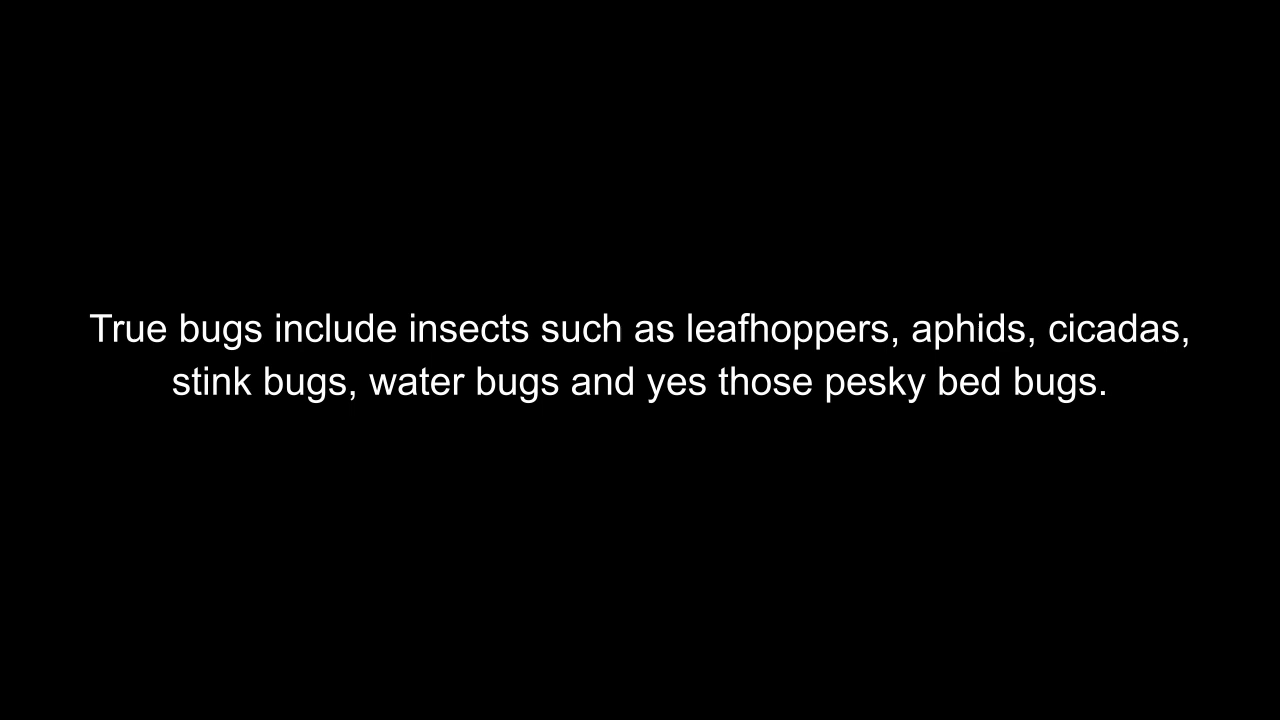 True bugs include insects such as leafhoppers, aphids, cicadas,
stink bugs, water bugs and yes those pesky bed bugs.